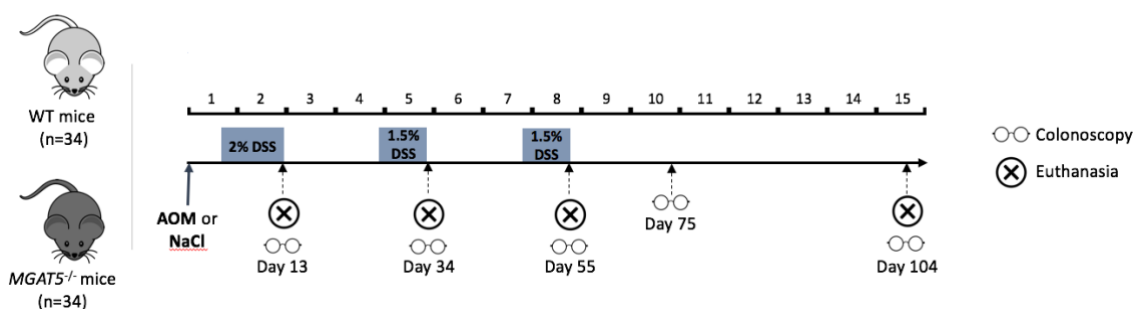 WT mice
(n=34)
MGAT5-/- mice
(n=34)
1 2 3 4 5 6 7 8 10 11 12 13 14 15
2% DSS
1.5%
DSS
1.5%
DSS
AOM or
NaCl
Day 13
Day 34
Day 55
Day 75
Day 104
Colonoscopy
Euthanasia